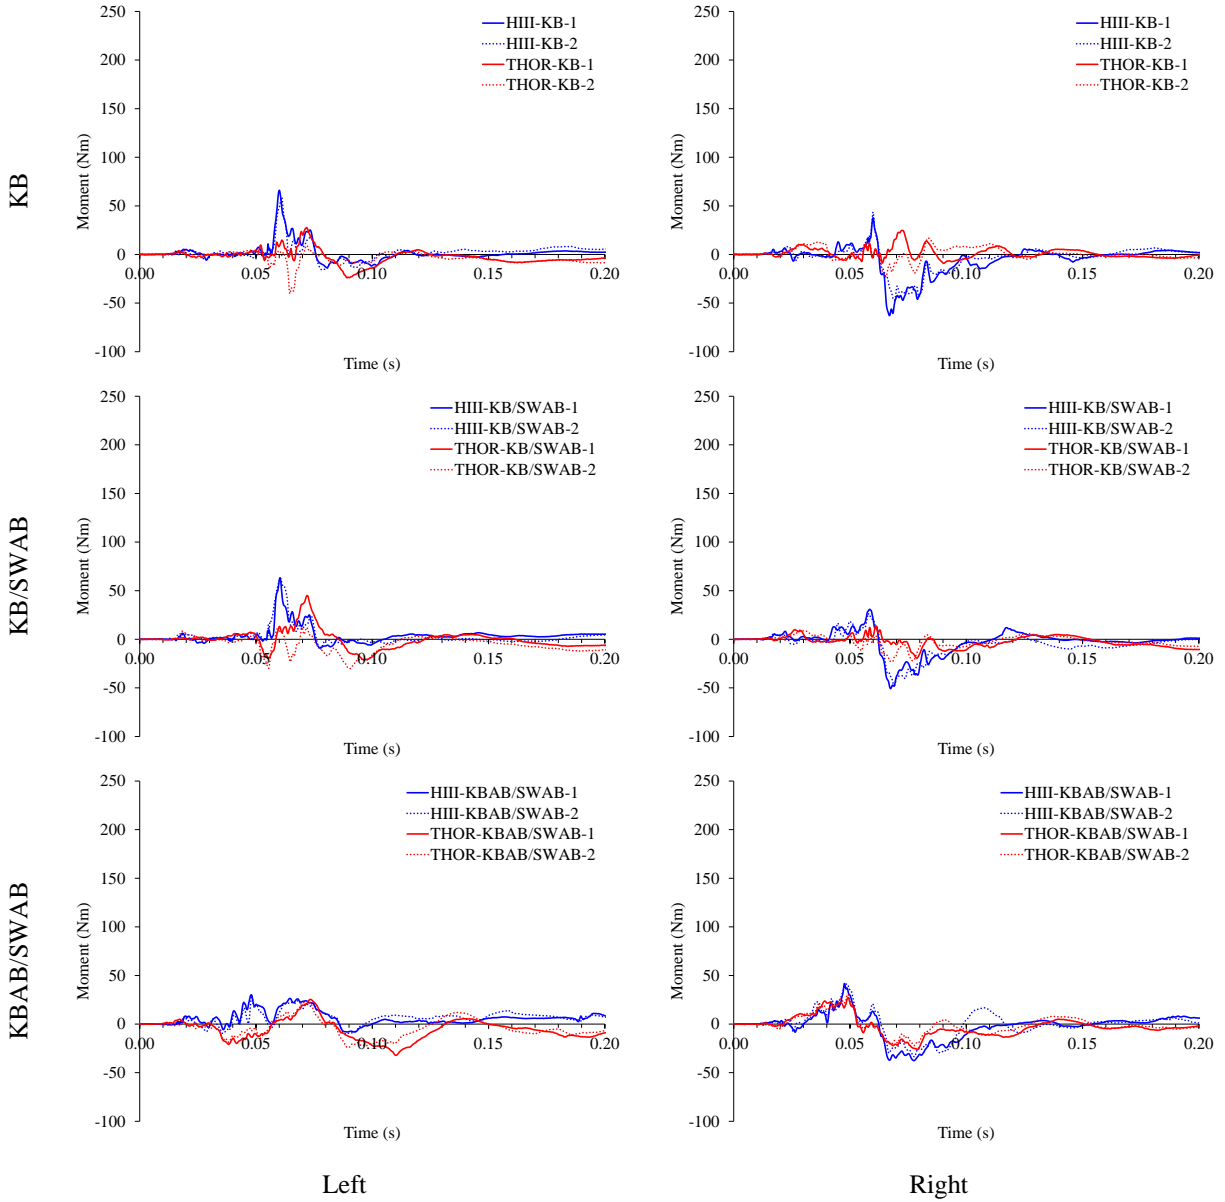 KB
250
200
150
100
50
0
-50
-100
Moment (Nm)
0.00
0.05
0.10
0.15
0.20
Time (s)
HIII-KB-1
HIII-KB-2
THOR-KB-1
THOR-KB-2
250
200
150
100
50
0
-50
-100
Moment (Nm)
0.00
0.05
0.10
0.15
0.20
Time (s)
HIII-KB-1
HIII-KB-2
THOR-KB-1
THOR-KB-2
KB/SWAB
250
200
150
100
50
0
-50
-100
Moment (Nm)
0.00
0.05
0.10
0.15
0.20
Time (s)
HIII-KB/SWAB-1
HIII-KB/SWAB-2
THOR-KB/SWAB-1
THOR-KB/SWAB-2
250
200
150
100
50
0
-50
-100
Moment (Nm)
0.00
0.05
0.10
0.15
0.20
Time (s)
HIII-KB/SWAB-1
HIII-KB/SWAB-2
THOR-KB/SWAB-1
THOR-KB/SWAB-2
KBAB/SWAB
250
200
150
100
50
0
-50
-100
Moment (Nm)
0.00
0.05
0.10
0.15
0.20
Time (s)
HIII-KBAB/SWAB-1
HIII-KBAB/SWAB-2
THOR-KBAB/SWAB-1
THOR-KBAB/SWAB-2
250
200
150
100
50
0
-50
-100
Moment (Nm)
0.00
0.05
0.10
0.15
0.20
Time (s)
HIII-KBAB/SWAB-1
HIII-KBAB/SWAB-2
THOR-KBAB/SWAB-1
THOR-KBAB/SWAB-2
Left
Right